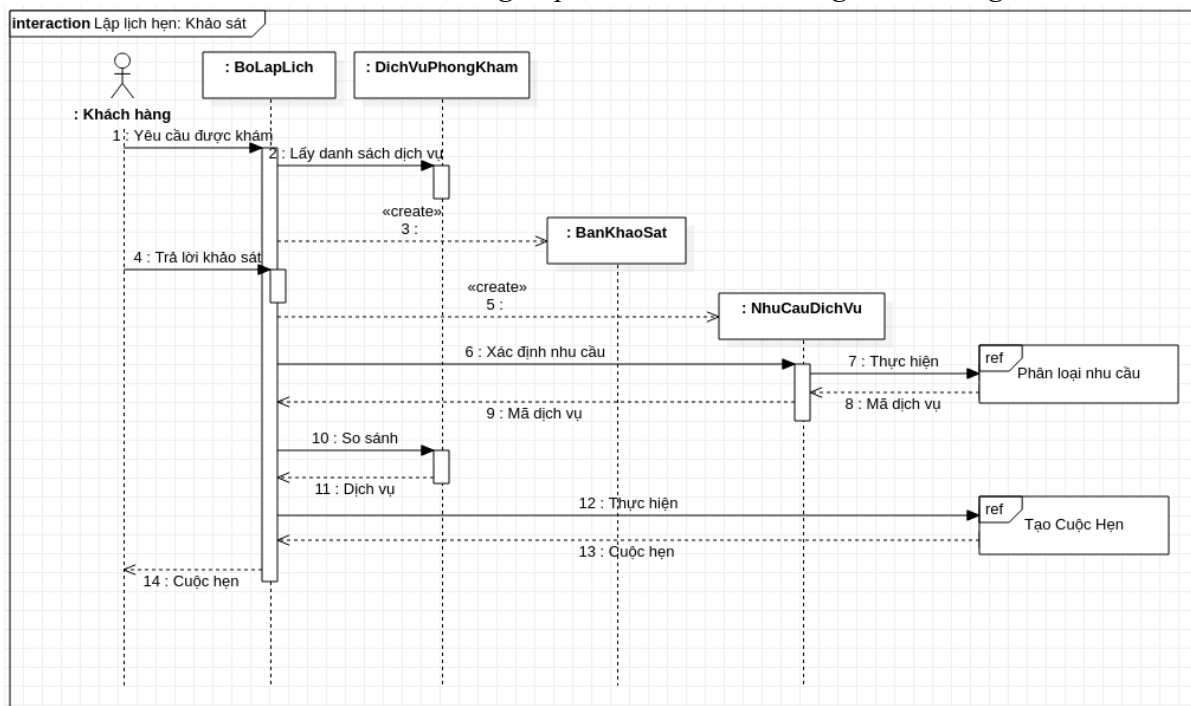 interaction Lập lịch hẹn: Khảo sát
: Khách hàng
: BoLapLich
: DichVuPhongKham
1 : Yêu cầu được khám
2 : Lấy danh sách dịch vụ
«create»
3 :
: BanKhaoSat
4 : Trả lời khảo sát
«create»
5 :
: NhuCauDichVu
6 : Xác định nhu cầu
7 : Thực hiện
ref
Phân loại nhu cầu
8 : Mã dịch vụ
9 : Mã dịch vụ
10 : So sánh
11 : Dịch vụ
12 : Thực hiện
ref
Tạo Cuộc Hẹn
13 : Cuộc hẹn
14 : Cuộc hẹn